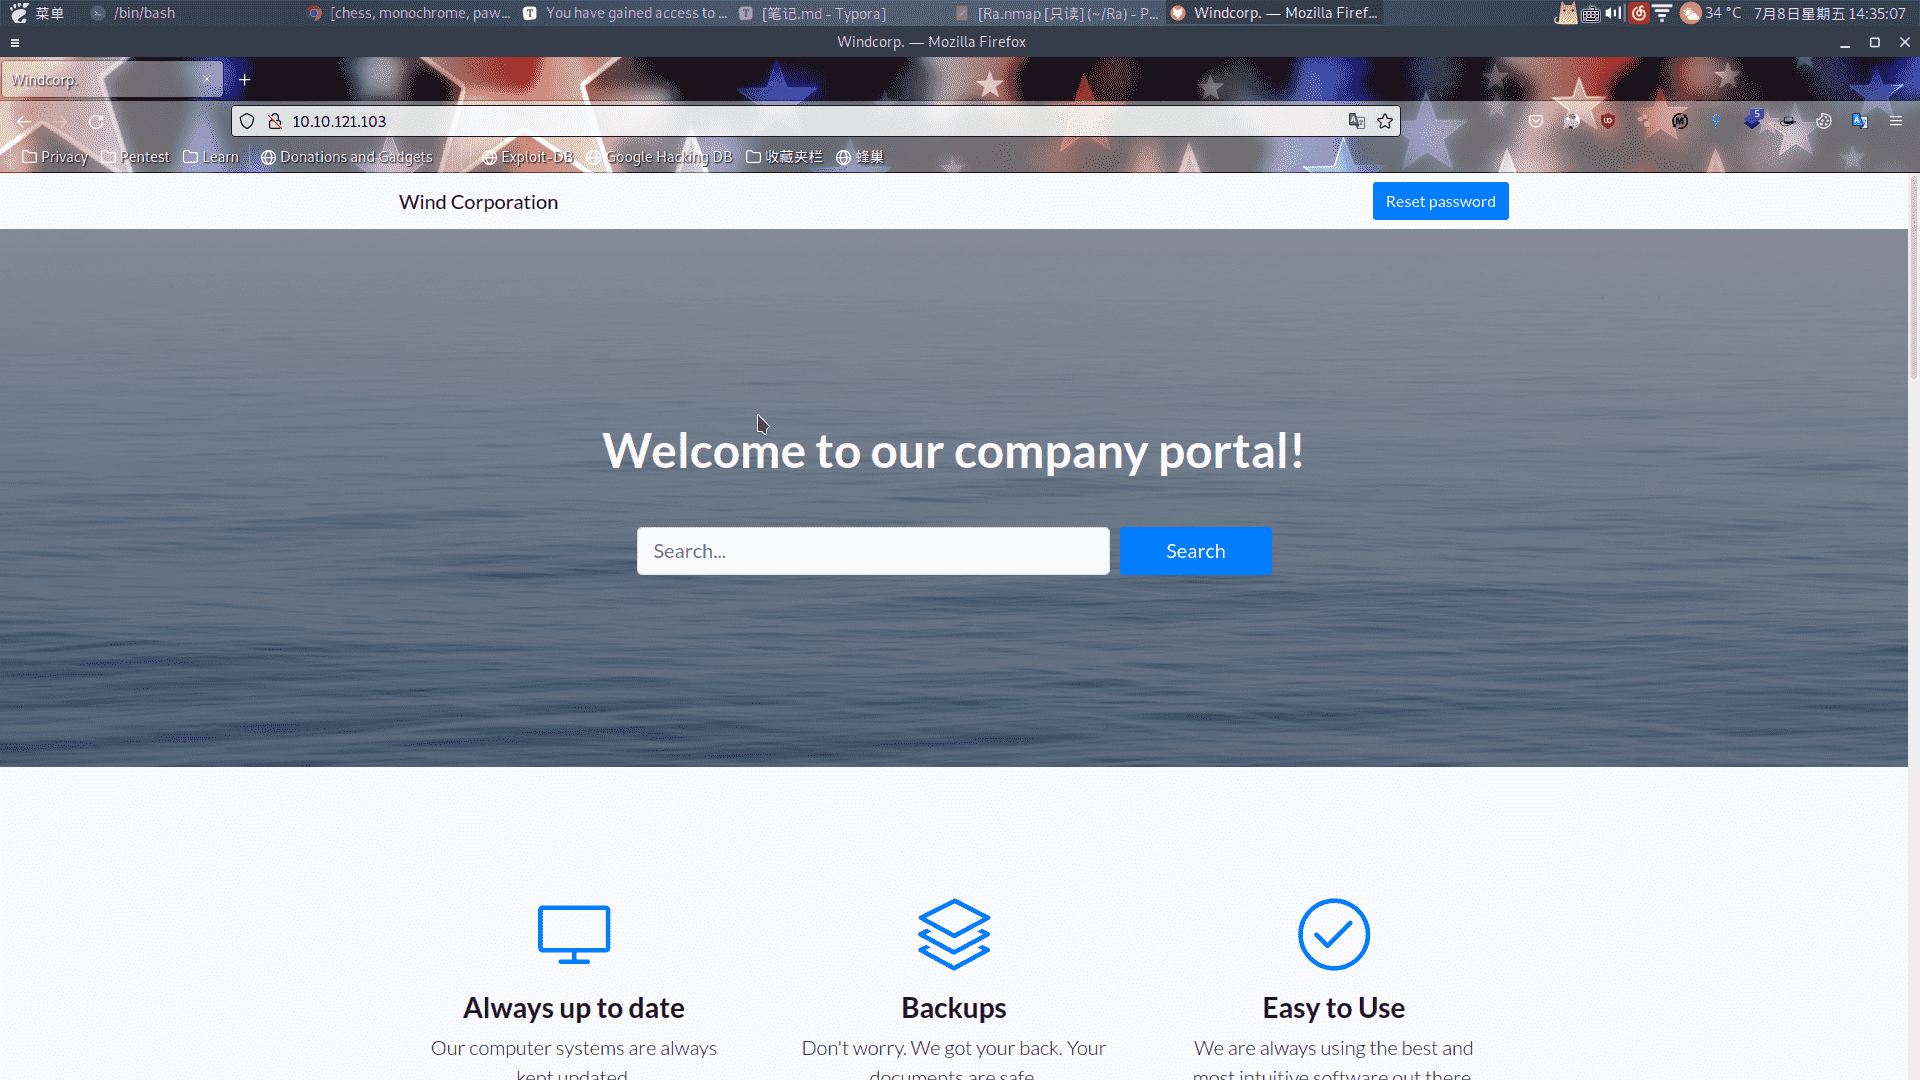 菜单 /bin/bash [chess, monochrome, paw... You have gained access to ... [笔记.md - Typora] [Ra.nmap [只读] (~/Ra) - P... Windcorp. — Mozilla Firef... 34 °C 7月8日星期五 14:35:07
Windcorp. — Mozilla Firefox
Windcorp.
10.10.121.103
5
Privacy Pentest Learn Donations and Gadgets Exploit-DB Google Hacking DB 收藏夹栏 蜂巢
Wind Corporation Reset password
Welcome to our company portal!
Search... Search
Always up to date Backups Easy to Use
Our computer systems are always Don't worry. We got your back. Your We are always using the best and
kept updated documents are safe most intuitive software out there